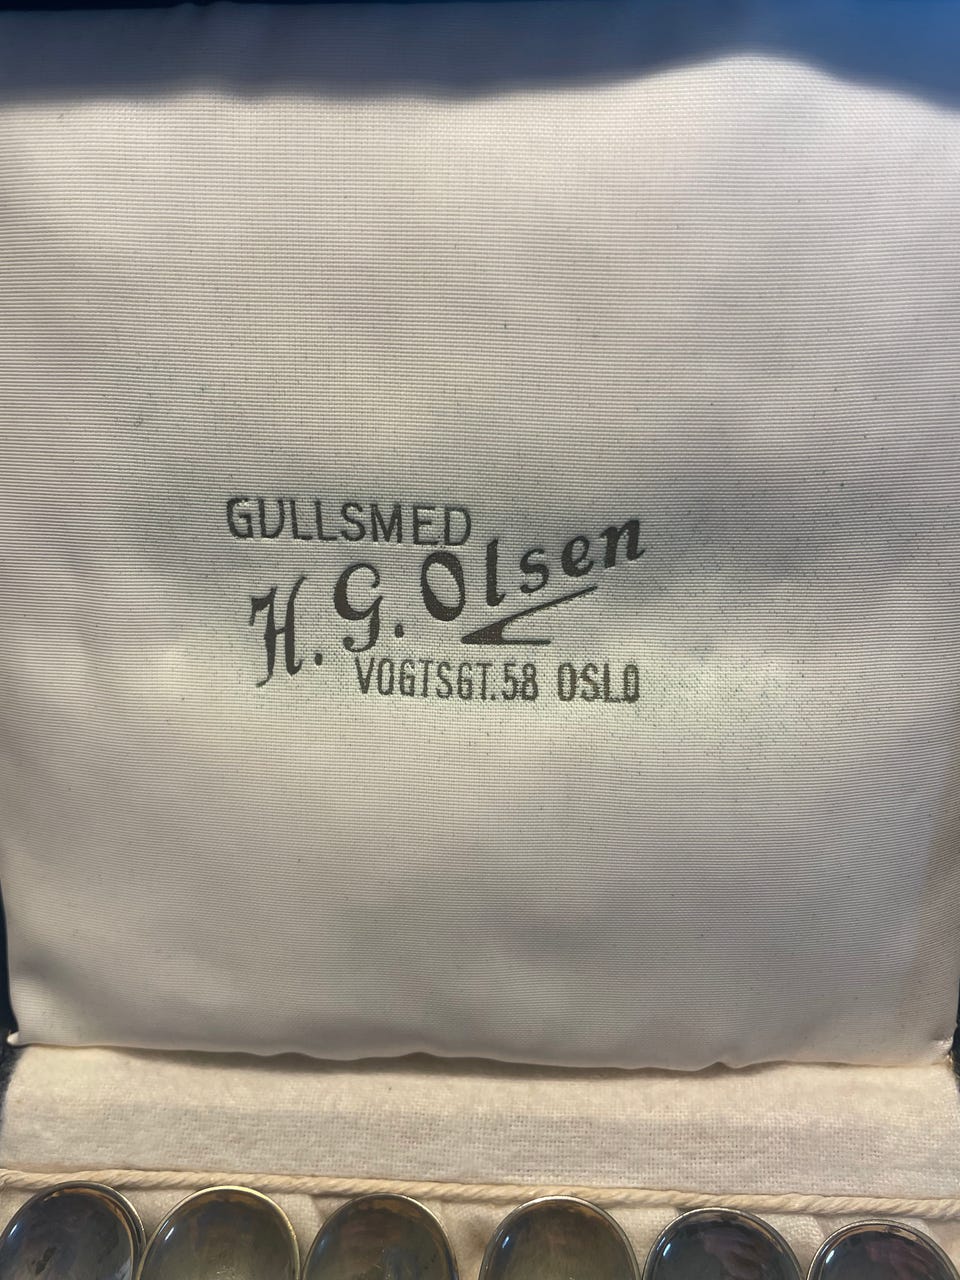 GULLSMED
H. G. Olsen
VOGTSGT. 58 OSLO